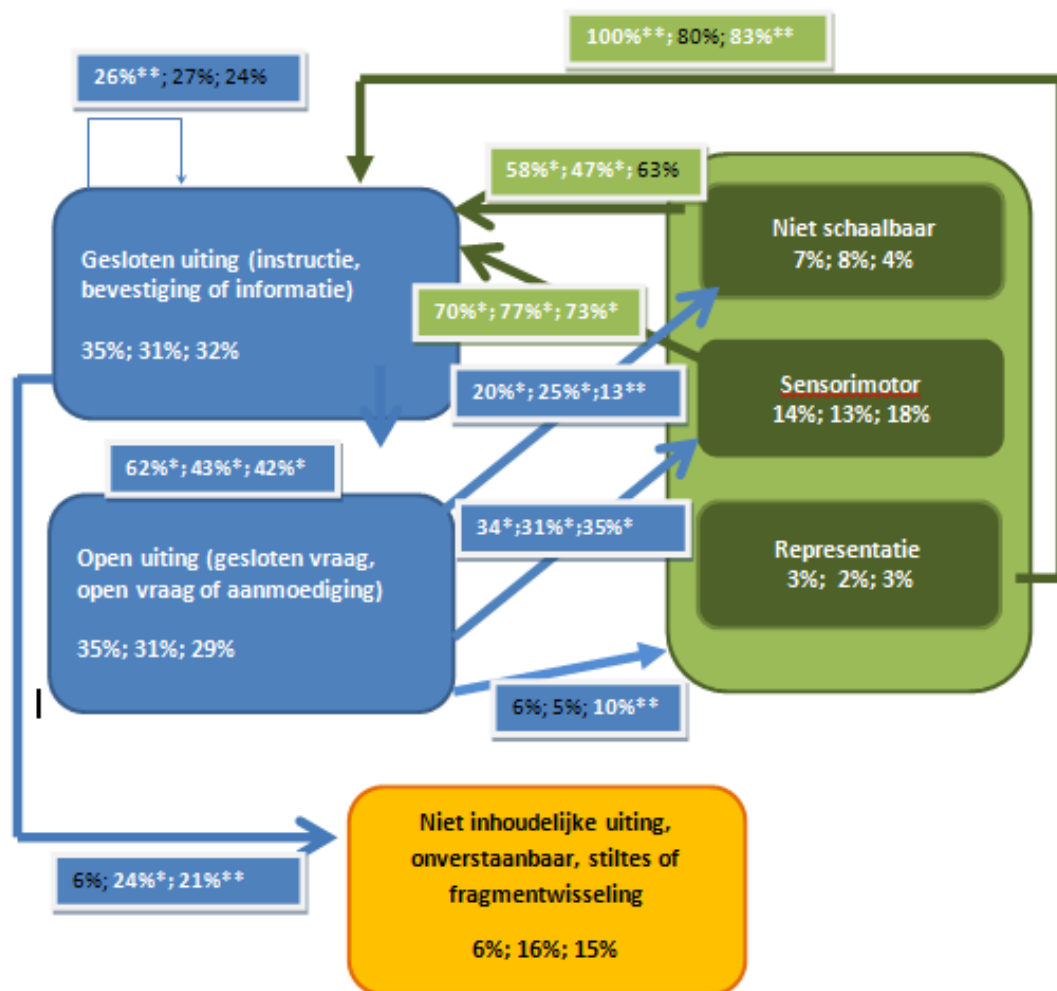 100%**; 80%; 83%**
26%**; 27%; 24%
58%*; 47%*; 63%
Niet schaalbaar
7%; 8%; 4%
Gesloten uiting (instructie,
bevestiging of informatie)
35%; 31%; 32%
70%*; 77%*; 73%*
20%*; 25%*;13**
Sensorimotor
14%; 13%; 18%
62%*; 43%*; 42%*
34*;31%*;35%*
Open uiting (gesloten vraag,
open vraag of aanmoediging)
35%; 31%; 29%
Representatie
3%; 2%; 3%
6%; 5%; 10%**
Niet inhoudelijke uiting,
onverstaanbaar, stiltes of
fragmentwisseling
6%; 16%; 15%
6%; 24%*; 21%**